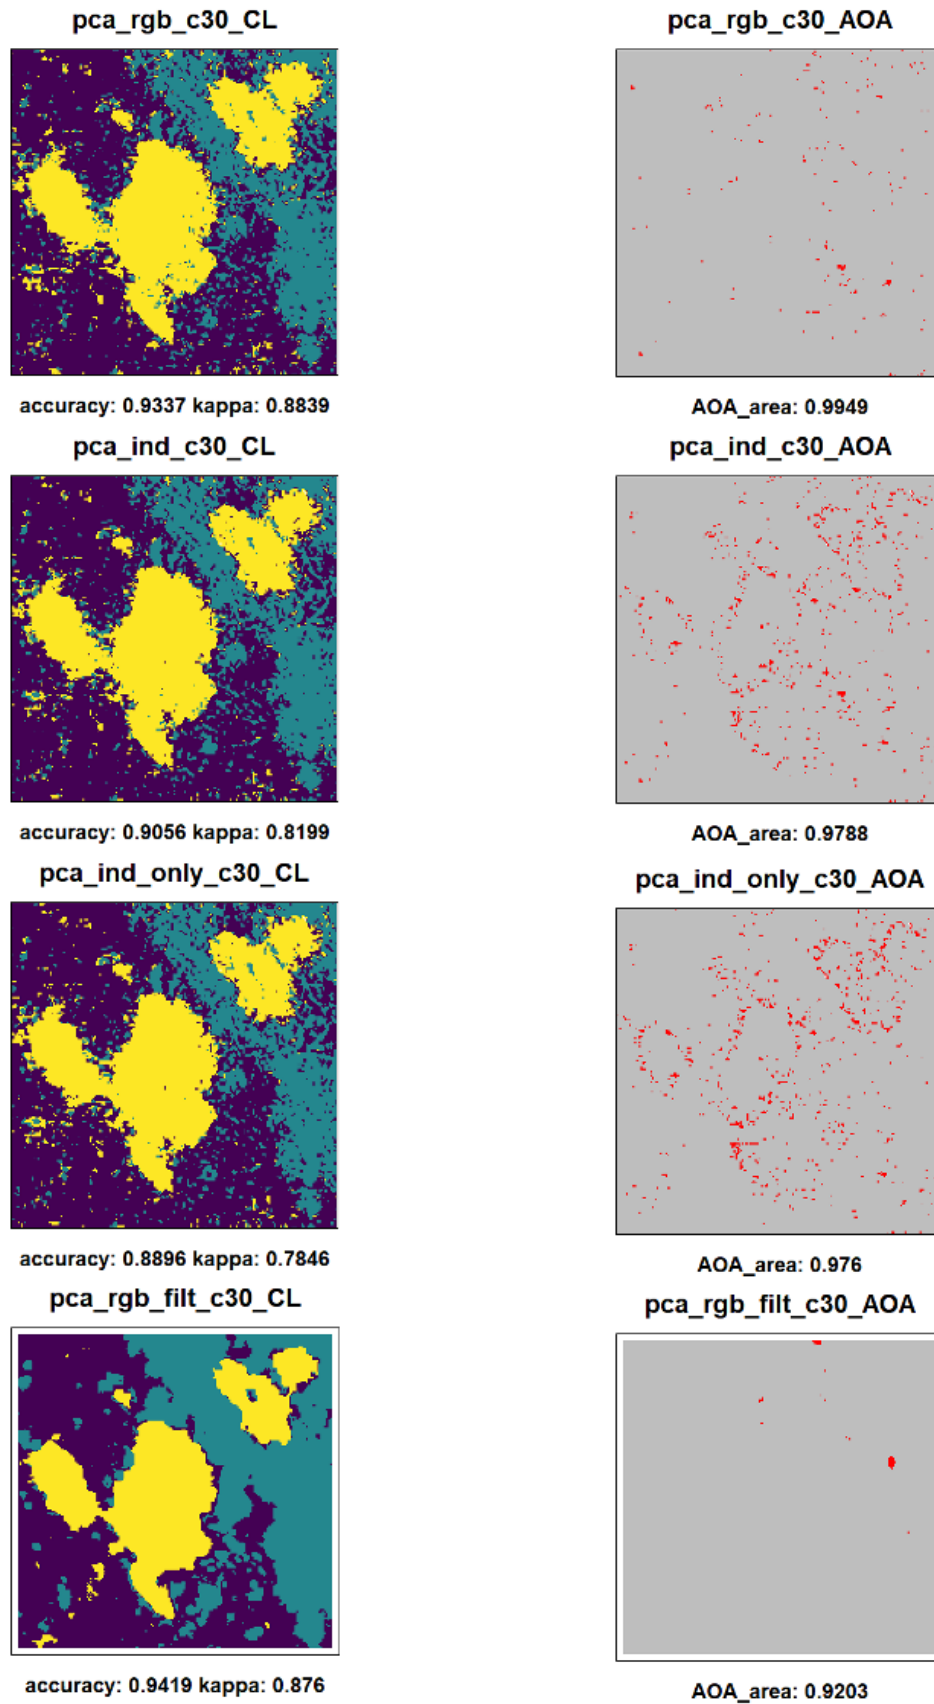 pca_rgb_c30_CL
pca_rgb_c30_AOA
accuracy: 0.9337 kappa: 0.8839
AOA_area: 0.9949
pca_ind_c30_CL
pca_ind_c30_AOA
accuracy: 0.9056 kappa: 0.8199
AOA_area: 0.9788
pca_ind_only_c30_CL
pca_ind_only_c30_AOA
accuracy: 0.8896 kappa: 0.7846
AOA_area: 0.976
pca_rgb_filt_c30_CL
pca_rgb_filt_c30_AOA
accuracy: 0.9419 kappa: 0.876
AOA_area: 0.9203